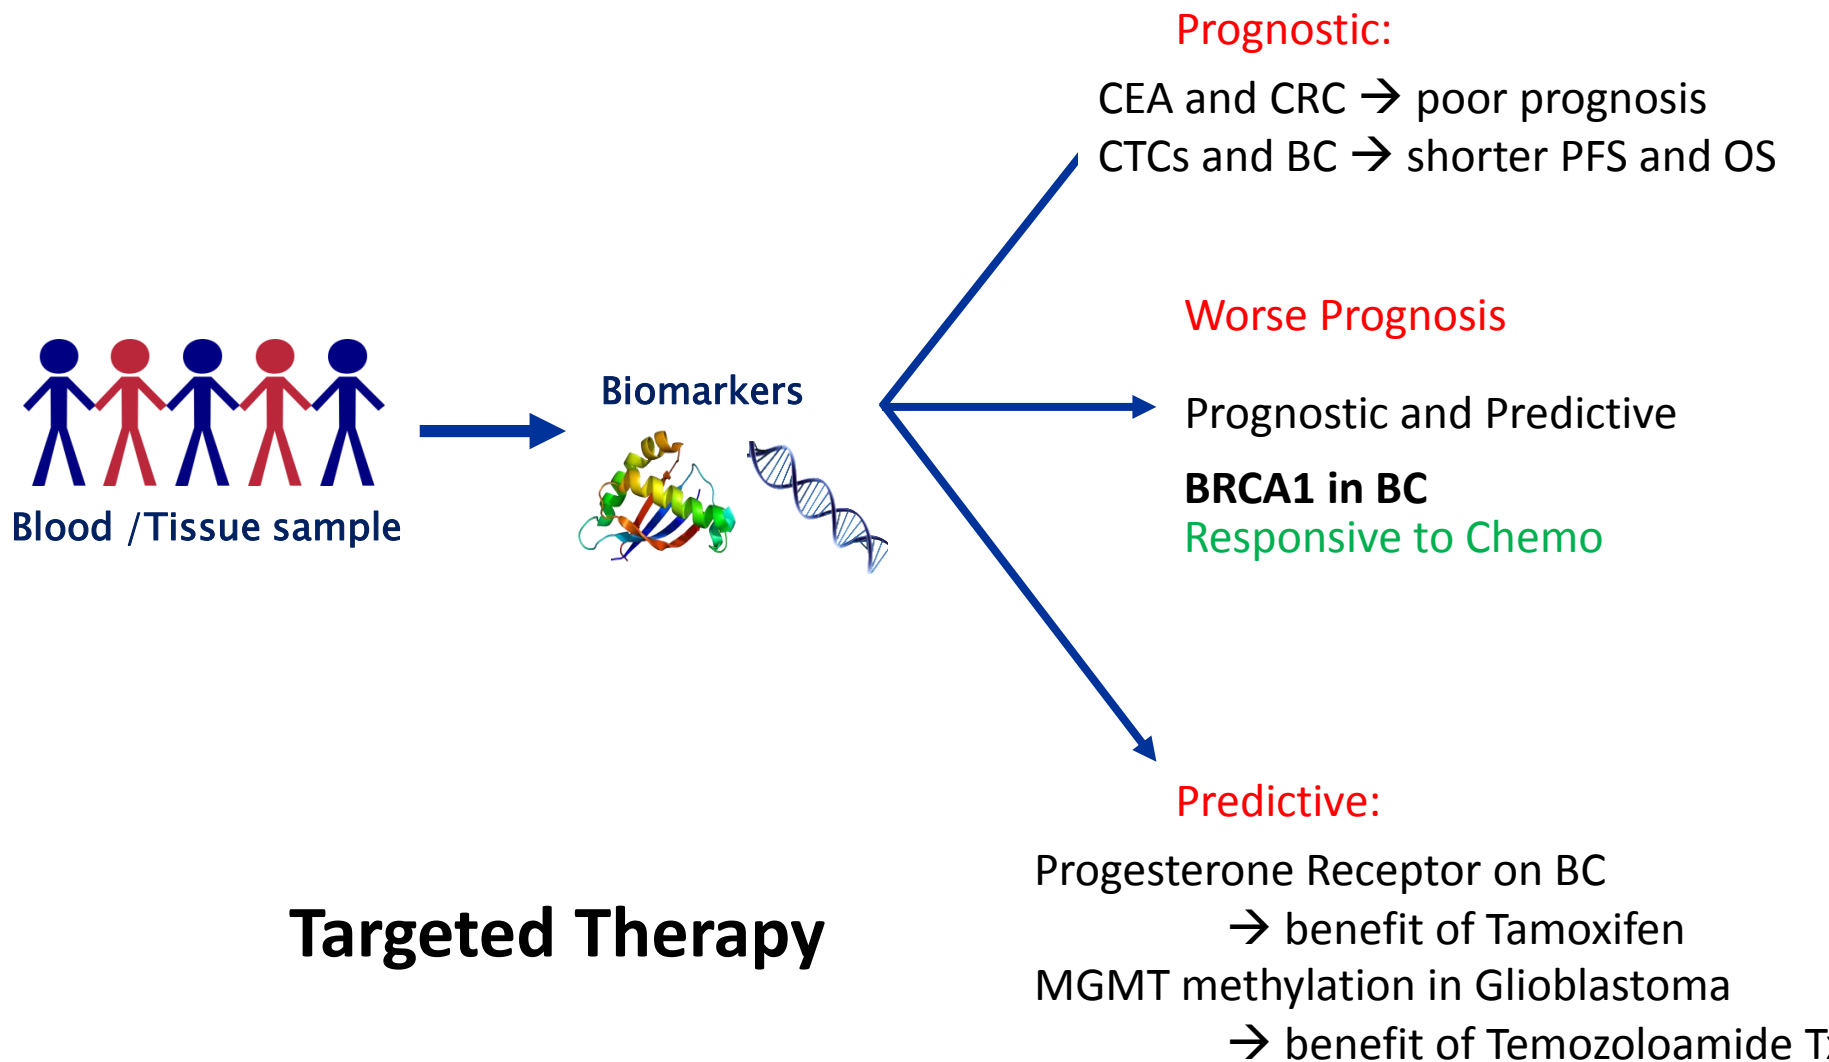 Prognostic:
CEA and CRC → poor prognosis
CTCs and BC → shorter PFS and OS
Worse Prognosis
Prognostic and Predictive
BRCA1 in BC
Responsive to Chemo
Biomarkers
Blood /Tissue sample
Predictive:
Progesterone Receptor on BC
→ benefit of Tamoxifen
MGMT methylation in Glioblastoma
→ benefit of Temozoloamide
Targeted Therapy